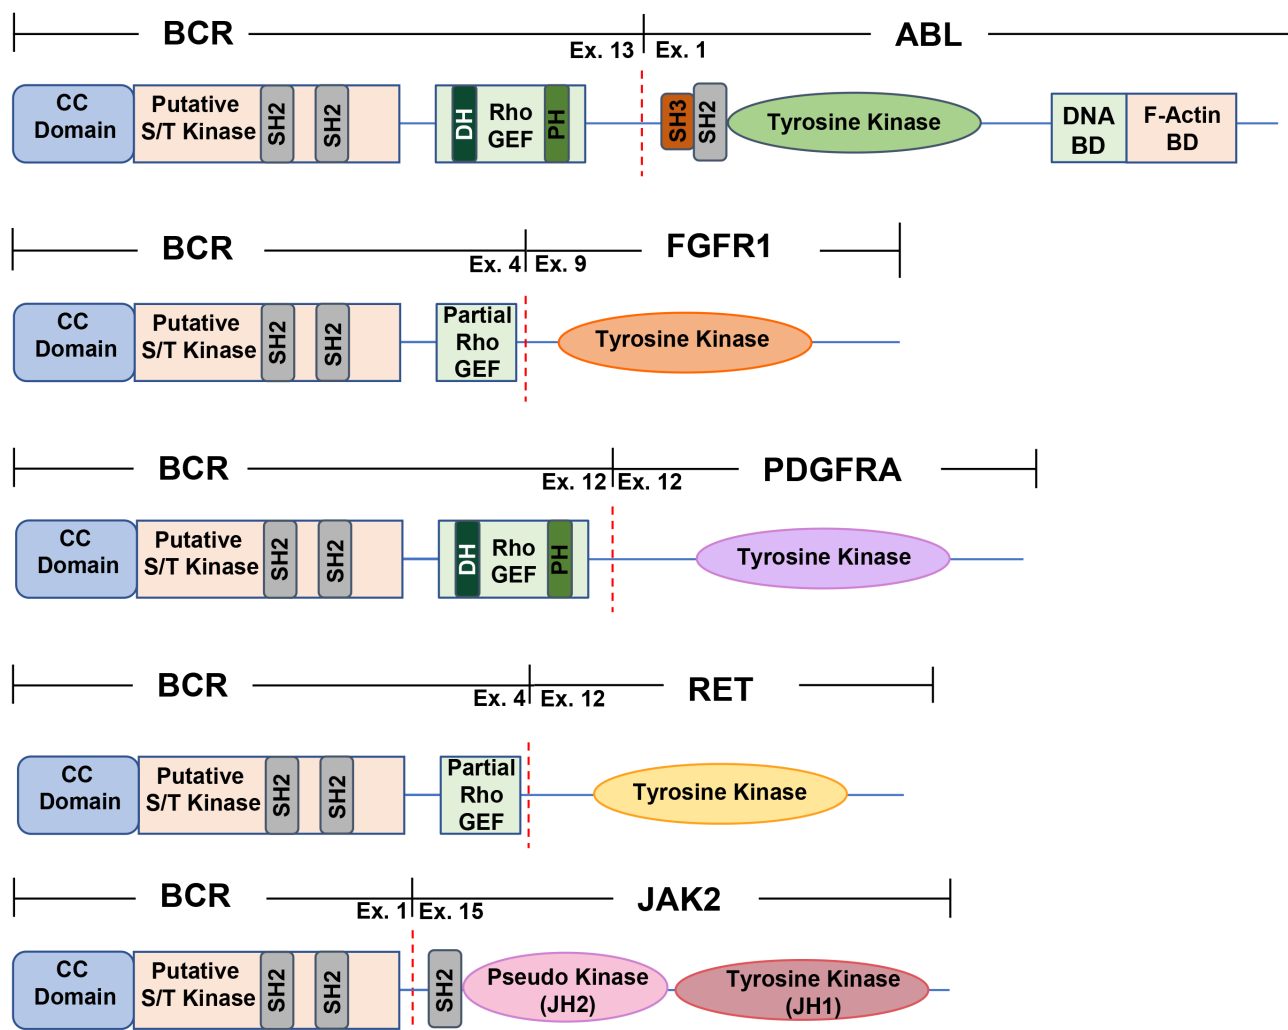 BCR ABL
Ex. 13 Ex. 1
CC Domain
Putative S/T Kinase
SH2
SH2
DH
Rho GEF
PH
SH3
SH2
Tyrosine Kinase
DNA BD
F-Actin BD
BCR FGFR1
Ex. 4 Ex. 9
CC Domain
Putative S/T Kinase
SH2
SH2
Partial Rho GEF
Tyrosine Kinase
BCR PDGFRA
Ex. 12 Ex. 12
CC Domain
Putative S/T Kinase
SH2
SH2
DH
Rho GEF
PH
Tyrosine Kinase
BCR RET
Ex. 4 Ex. 12
CC Domain
Putative S/T Kinase
SH2
SH2
Partial Rho GEF
Tyrosine Kinase
BCR JAK2
Ex. 1 Ex. 15
CC Domain
Putative S/T Kinase
SH2
SH2
SH2
Pseudo Kinase (JH2)
Tyrosine Kinase (JH1)